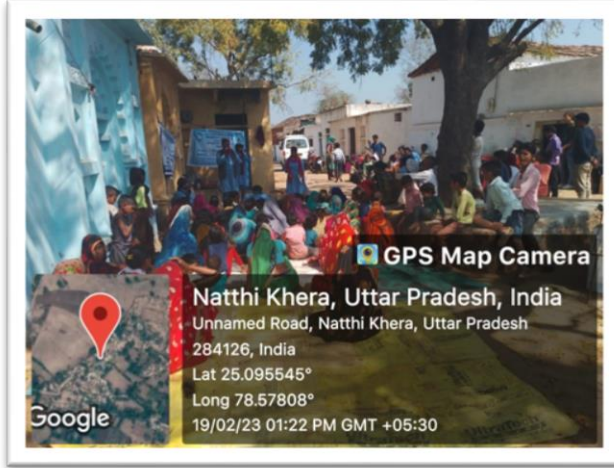 GPS Map Camera
Natthi Khera, Uttar Pradesh, India
Unnamed Road, Natthi Khera, Uttar Pradesh
284126, India
Lat 25.095545°
Long 78.57808°
19/02/23 01:22 PM GMT +05:30
Google